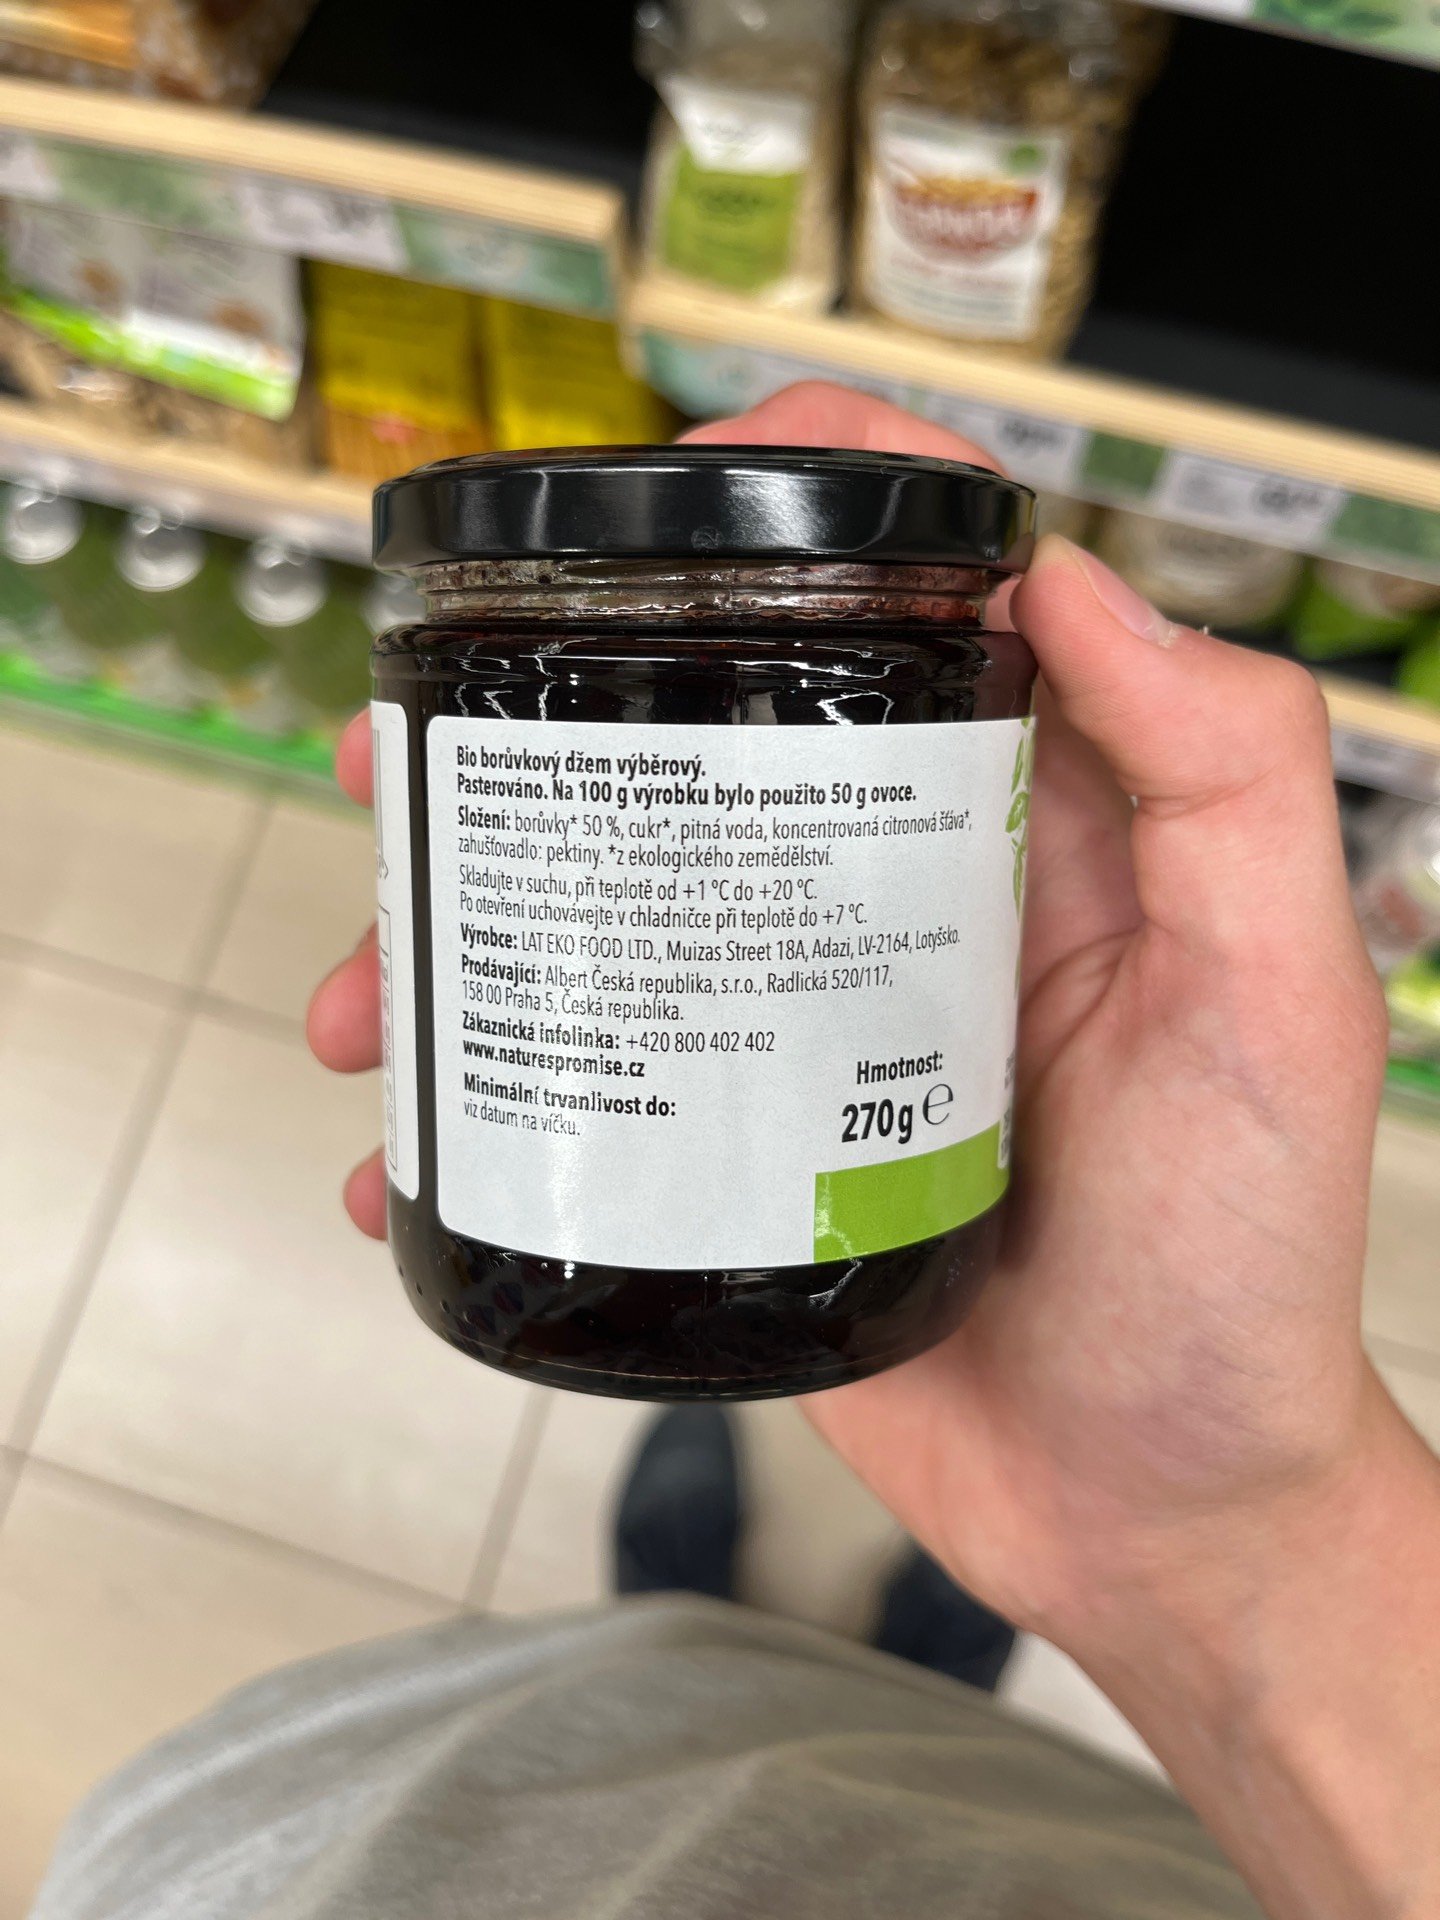 Bio borůvkový džem výběrový.
Pasterováno. Na 100 g výrobku bylo použito 50 g ovoce.
Složení: borůvky* 50 %, cukr*, pitná voda, koncentrovaná citronová šťáva*,
zahušťovadlo: pektiny. *z ekologického zemědělství.
Skladujte v suchu, při teplotě od +1 °C do +20 °C.
Po otevření uchovávejte v chladničce při teplotě do +7 °C.
Výrobce: LAT EKO FOOD LTD., Muizas Street 18A, Adazi, LV-2164, Lotyšsko.
Prodávající: Albert Česká republika, s.r.o., Radlická 520/117,
158 00 Praha 5, Česká republika.
Zákaznická infolinka: +420 800 402 402
www.naturespromise.cz
Minimální trvanlivost do:
viz datum na víčku.
Hmotnost:
270 g ℮